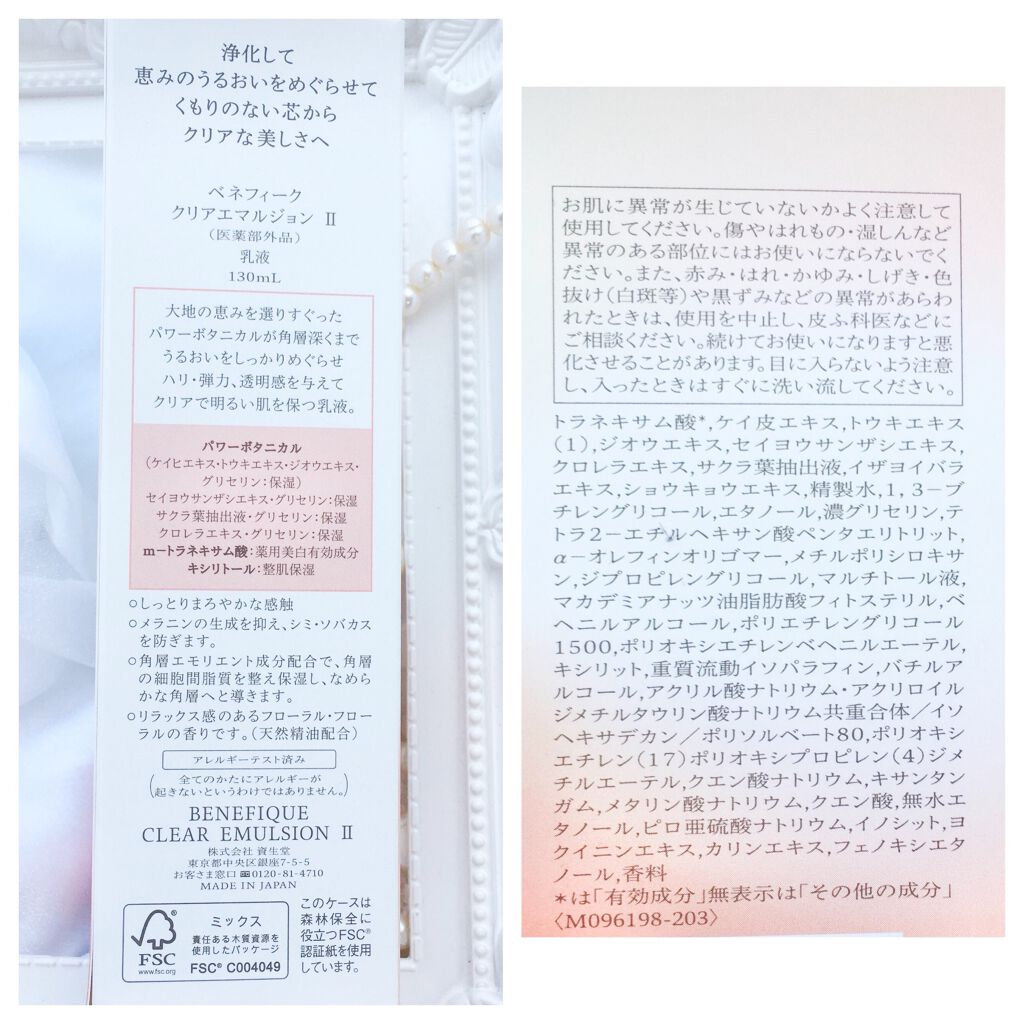 浄化して
恵みのうるおいをめぐらせて
くもりのない芯から
クリアな美しさへ
ベネフィーク
クリアエマルジョン Ⅱ
（医薬部外品）
乳液
130mL
大地の恵みを選りすぐった
パワーボタニカルが角層深くまで
うるおいをしっかりめぐらせ
ハリ・弾力、透明感を与えて
クリアで明るい肌を保つ乳液。
パワーボタニカル
（ケイヒエキス・トウキエキス・ジオウエキス・
グリセリン：保湿）
セイヨウサンザシエキス・グリセリン：保湿
サクラ葉抽出液・グリセリン：保湿
クロレラエキス・グリセリン：保湿
m－トラネキサム酸：薬用美白有効成分
キシリトール：整肌保湿
○しっとりまろやかな感触
○メラニンの生成を抑え、シミ・ソバカス
を防ぎます。
○角層エモリエント成分配合で、角層
の細胞間脂質を整え保湿し、なめら
かな角層へと導きます。
○リラックス感のあるフローラル・フロー
ラルの香りです。（天然精油配合）
アレルギーテスト済み
（全てのかたにアレルギーが
起きないというわけではありません。）
BENEFIQUE
CLEAR EMULSION Ⅱ
株式会社 資生堂
東京都中央区銀座7-5-5
お客さま窓口 0120-81-4710
MADE IN JAPAN
FSC
www.fsc.org
ミックス
責任ある木質資源を
使用したパッケージ
FSC® C004049
このケースは
森林保全に
役立つFSC®
認証紙を使用
しています。
お肌に異常が生じていないかよく注意して
使用してください。傷やはれもの・湿しんなど
異常のある部位にはお使いにならないでく
ださい。また、赤み・はれ・かゆみ・しげき・色
抜け（白斑等）や黒ずみなどの異常があらわ
れたときは、使用を中止し、皮ふ科医などに
ご相談ください。続けてお使いになりますと悪
化させることがあります。目に入らないよう注意
し、入ったときはすぐに洗い流してください。
トラネキサム酸*,ケイ皮エキス,トウキエキス
（1）,ジオウエキス,セイヨウサンザシエキス,
クロレラエキス,サクラ葉抽出液,イザヨイバラ
エキス,ショウキョウエキス,精製水,1,3－ブ
チレングリコール,エタノール,濃グリセリン,テ
トラ2－エチルヘキサン酸ペンタエリトリット,
α－オレフィンオリゴマー,メチルポリシロキサ
ン,ジプロピレングリコール,マルチトール液,
マカデミアナッツ油脂肪酸フィトステリル,ベ
ヘニルアルコール,ポリエチレングリコール
1500,ポリオキシエチレンベヘニルエーテル,
キシリット,重質流動イソパラフィン,バチルア
ルコール,アクリル酸ナトリウム・アクリロイル
ジメチルタウリン酸ナトリウム共重合体／イソ
ヘキサデカン／ポリソルベート80,ポリオキシ
エチレン（17）ポリオキシプロピレン（4）ジメ
チルエーテル,クエン酸ナトリウム,キサンタン
ガム,メタリン酸ナトリウム,クエン酸,無水エ
タノール,ピロ亜硫酸ナトリウム,イノシット,ヨ
クイニンエキス,カリンエキス,フェノキシエタ
ノール,香料
*は「有効成分」無表示は「その他の成分」
〈M096198-203〉